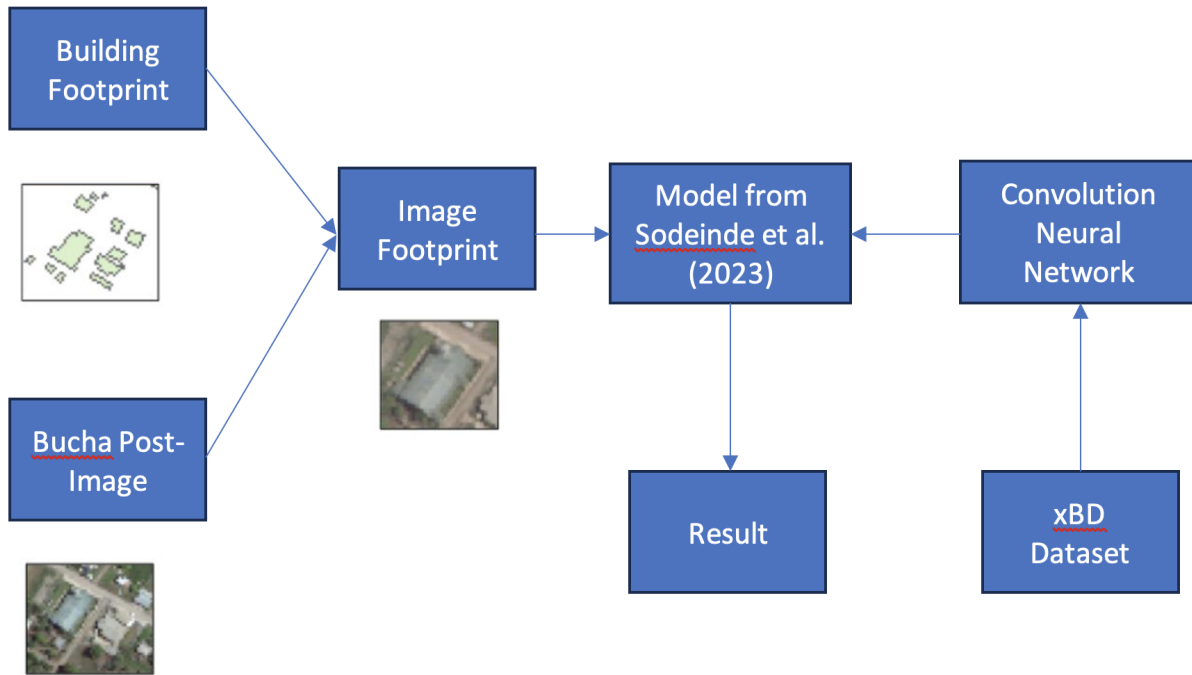 Building
Footprint
Image
Footprint
Model from
Sodeinde et al.
(2023)
Convolution
Neural
Network
Bucha Post-
Image
Result
xBD
Dataset